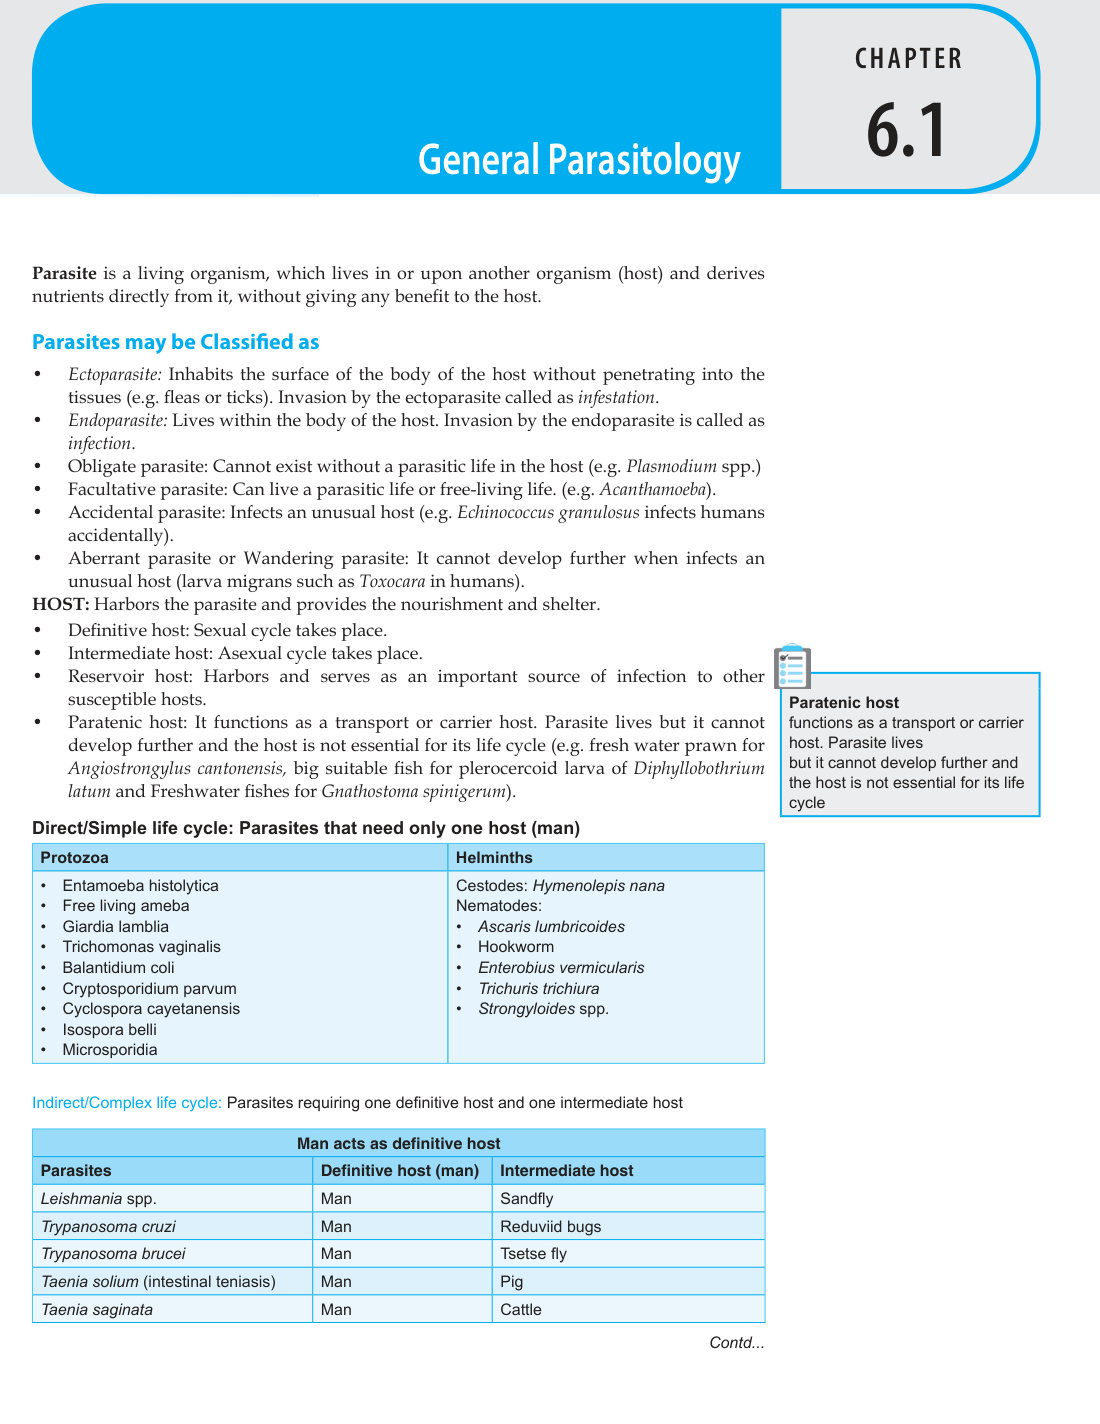 CHAPTER
6.1
General Parasitology
Parasite is a living organism, which lives in or upon another organism (host) and derives
nutrients directly from it, without giving any benefit to the host.
Parasites may be Classified as
• Ectoparasite: Inhabits the surface of the body of the host without penetrating into the
tissues (e.g. fleas or ticks). Invasion by the ectoparasite called as infestation.
• Endoparasite: Lives within the body of the host. Invasion by the endoparasite is called as
infection.
• Obligate parasite: Cannot exist without a parasitic life in the host (e.g. Plasmodium spp.)
• Facultative parasite: Can live a parasitic life or free-living life. (e.g. Acanthamoeba).
• Accidental parasite: Infects an unusual host (e.g. Echinococcus granulosus infects humans
accidentally).
• Aberrant parasite or Wandering parasite: It cannot develop further when infects an
unusual host (larva migrans such as Toxocara in humans).
HOST: Harbors the parasite and provides the nourishment and shelter.
• Definitive host: Sexual cycle takes place.
• Intermediate host: Asexual cycle takes place.
• Reservoir host: Harbors and serves as an important source of infection to other
susceptible hosts.
• Paratenic host: It functions as a transport or carrier host. Parasite lives but it cannot
develop further and the host is not essential for its life cycle (e.g. fresh water prawn for
Angiostrongylus cantonensis, big suitable fish for plerocercoid larva of Diphyllobothrium
latum and Freshwater fishes for Gnathostoma spinigerum).
Paratenic host
functions as a transport or carrier
host. Parasite lives
but it cannot develop further and
the host is not essential for its life
cycle
Direct/Simple life cycle: Parasites that need only one host (man)
Protozoa
• Entamoeba histolytica
• Free living ameba
• Giardia lamblia
• Trichomonas vaginalis
• Balantidium coli
• Cryptosporidium parvum
• Cyclospora cayetanensis
• Isospora belli
• Microsporidia
Helminths
Cestodes: Hymenolepis nana
Nematodes:
• Ascaris lumbricoides
• Hookworm
• Enterobius vermicularis
• Trichuris trichiura
• Strongyloides spp.
Indirect/Complex life cycle: Parasites requiring one definitive host and one intermediate host
Man acts as definitive host
Parasites Definitive host (man) Intermediate host
Leishmania spp. Man Sandfly
Trypanosoma cruzi Man Reduviid bugs
Trypanosoma brucei Man Tsetse fly
Taenia solium (intestinal teniasis) Man Pig
Taenia saginata Man Cattle
Contd...